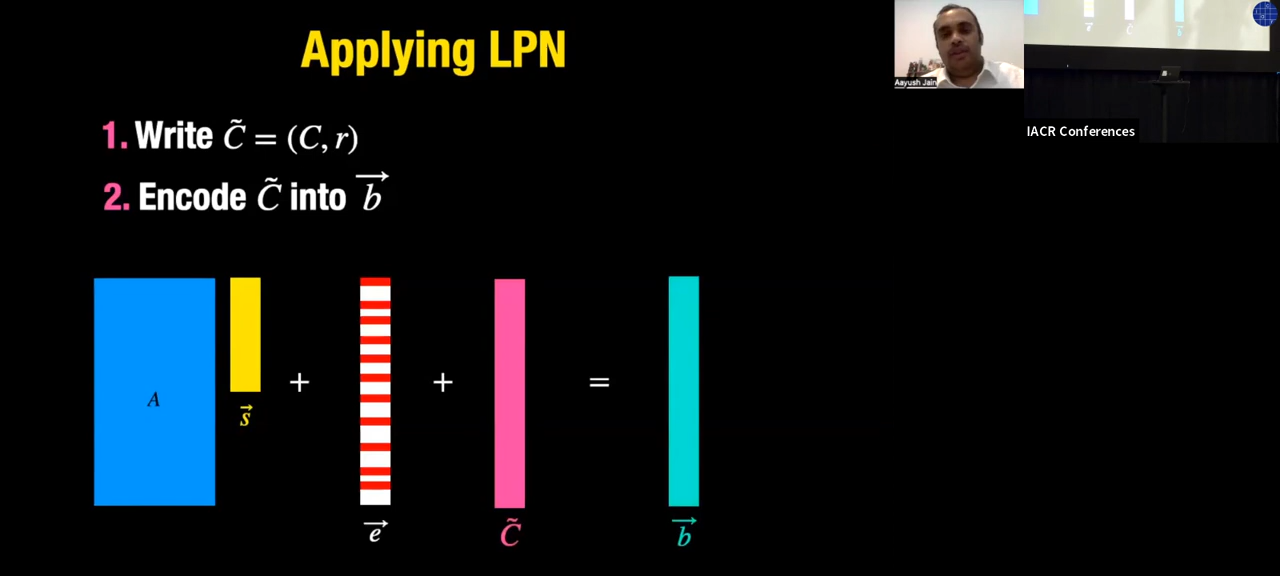 Applying LPN
Aayush Jain
IACR Conferences
1. Write C̃ = (C, r)
2. Encode C̃ into b⃗
A
s⃗
+
e⃗
+
C̃
=
b⃗